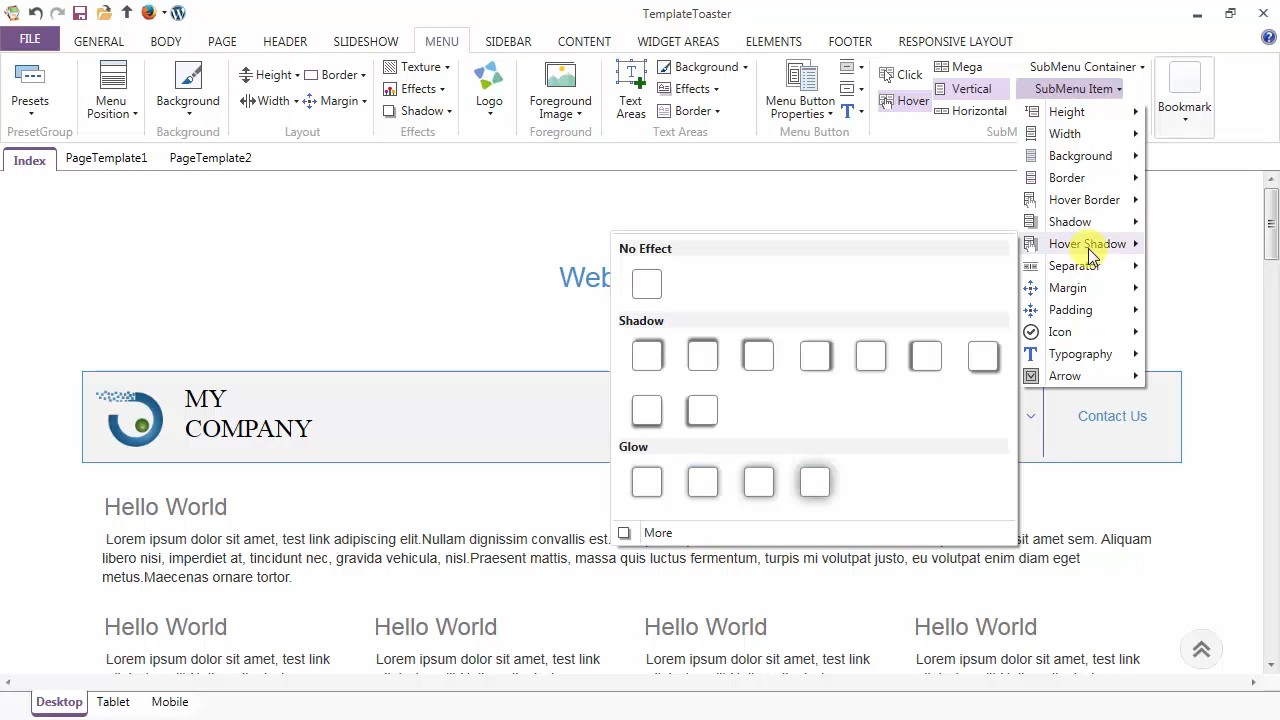 TemplateToaster
FILE GENERAL BODY PAGE HEADER SLIDESHOW MENU SIDEBAR CONTENT WIDGET AREAS ELEMENTS FOOTER RESPONSIVE LAYOUT
Presets
PresetGroup
Menu
Position
Background
Background
Height Border
Width Margin
Layout
Texture
Effects
Shadow
Effects
Logo
Foreground
Image
Foreground
Text
Areas
Background
Effects
Border
Text Areas
Menu Button
Properties
Menu Button
Click
Hover
Mega
Vertical
Horizontal
SubM
SubMenu Container
SubMenu Item
Bookmark
Height
Width
Background
Border
Hover Border
Shadow
Hover Shadow
Separator
Margin
Padding
Icon
Typography
Arrow
Index PageTemplate1 PageTemplate2
No Effect
Shadow
Glow
More
Web
MY
COMPANY
Contact Us
Hello World
Lorem ipsum dolor sit amet, test link adipiscing elit.Nullam dignissim convallis est. sit amet sem. Aliquam
libero nisi, imperdiet at, tincidunt nec, gravida vehicula, nisl.Praesent mattis, massa quis luctus fermentum, turpis mi volutpat justo, eu volutpat enim diam eget
metus.Maecenas ornare tortor.
Hello World Hello World Hello World Hello World
Lorem ipsum dolor sit amet, test link Lorem ipsum dolor sit amet, test link Lorem ipsum dolor sit amet, test link Lorem ipsum dolor sit amet, test link
Desktop Tablet Mobile